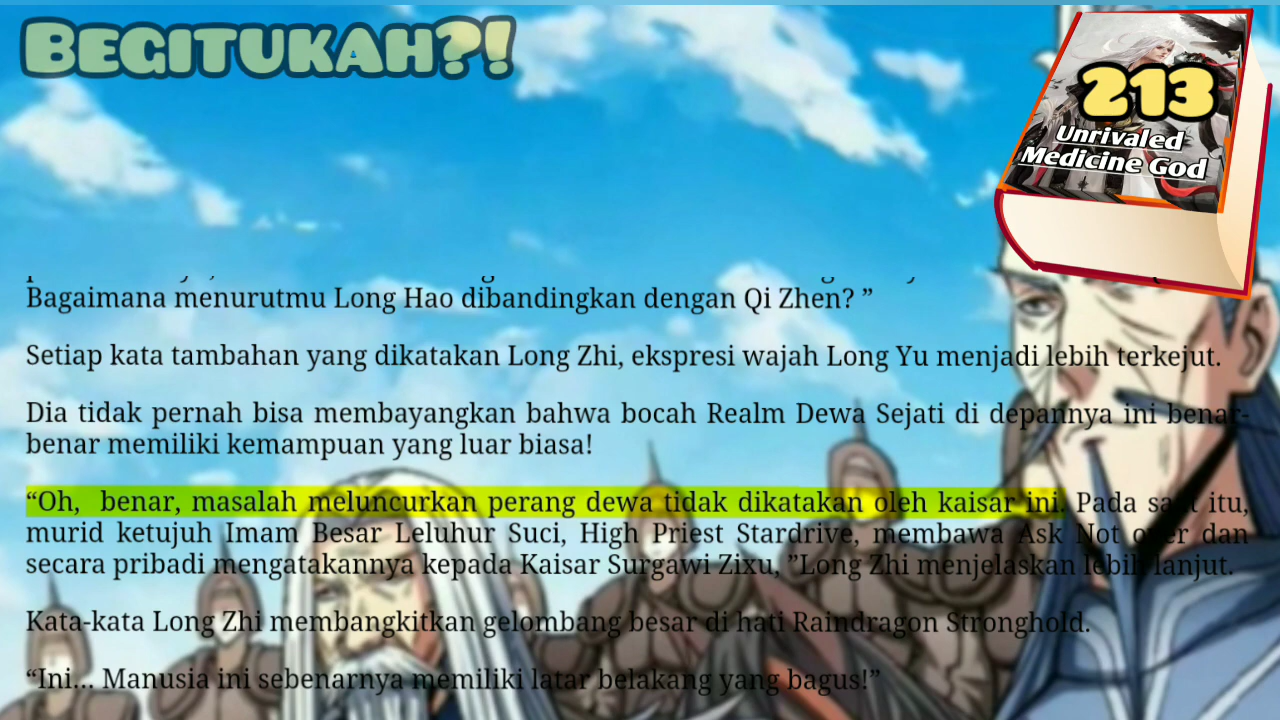 BEGITUKAH?!
213
Unrivaled
Medicine God
Bagaimana menurutmu Long Hao dibandingkan dengan Qi Zhen? ”
Setiap kata tambahan yang dikatakan Long Zhi, ekspresi wajah Long Yu menjadi lebih terkejut.
Dia tidak pernah bisa membayangkan bahwa bocah Realm Dewa Sejati di depannya ini benar-
benar memiliki kemampuan yang luar biasa!
“Oh, benar, masalah meluncurkan perang dewa tidak dikatakan oleh kaisar ini. Pada saat itu,
murid ketujuh Imam Besar Leluhur Suci, High Priest Stardrive, membawa Ask Not over dan
secara pribadi mengatakannya kepada Kaisar Surgawi Zixu, ”Long Zhi menjelaskan lebih lanjut.
Kata-kata Long Zhi membangkitkan gelombang besar di hati Raindragon Stronghold.
“Ini... Manusia ini sebenarnya memiliki latar belakang yang bagus!”